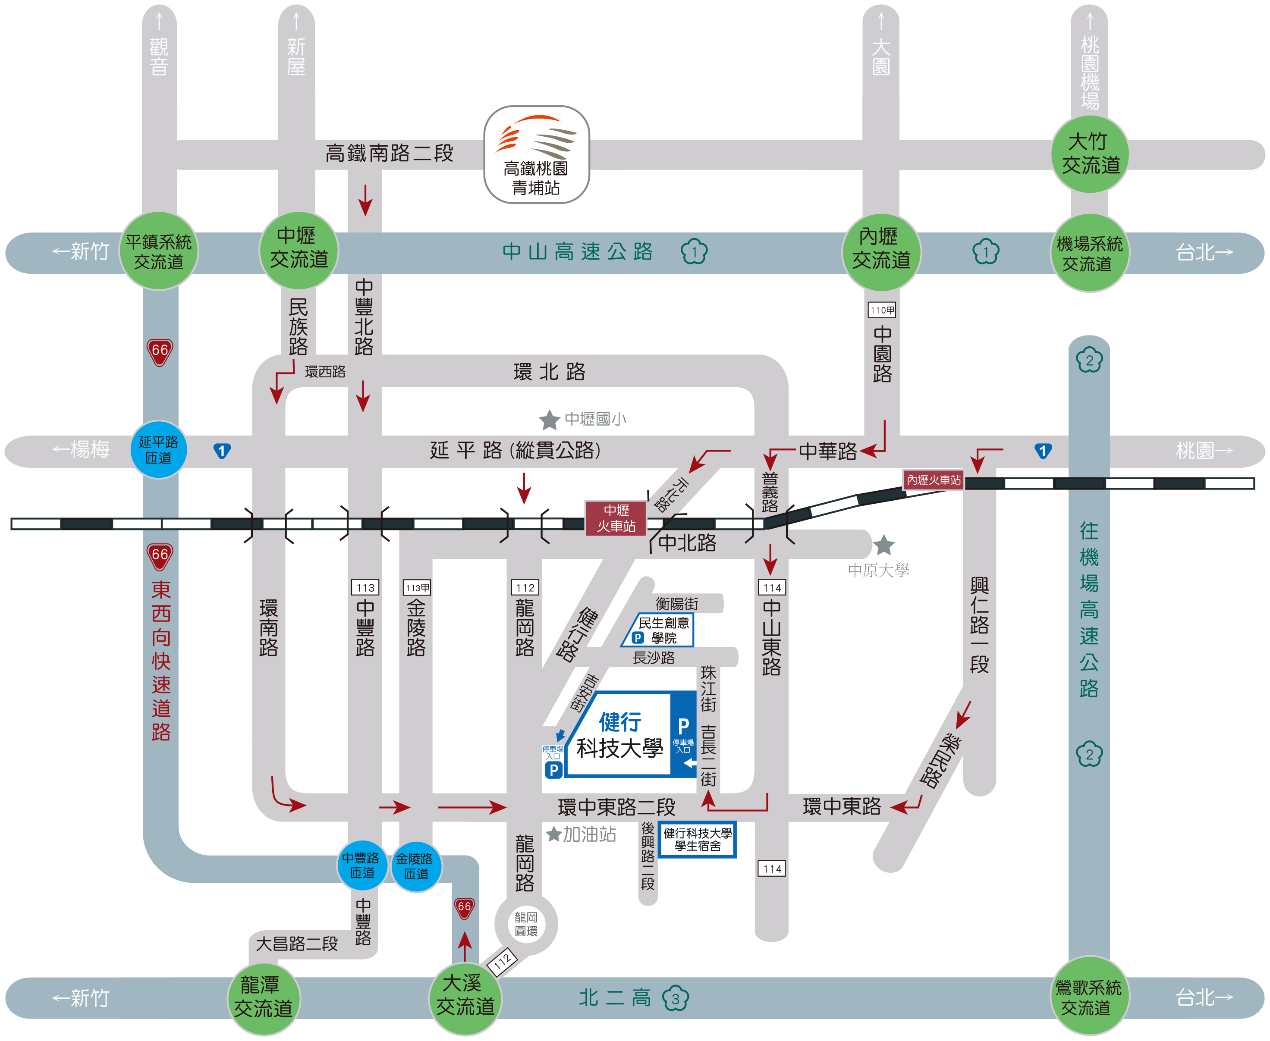 ↑
觀音
↑
新屋
↑
大園
↑
桃園機場
高鐵南路二段
高鐵桃園
青埔站
大竹
交流道
←新竹
平鎮系統
交流道
中壢
交流道
中山高速公路
1
內壢
交流道
1
機場系統
交流道
台北→
民族路
中豐北路
110甲
中園路
66
環西路
環北路
2
中壢國小
←楊梅
延平路
匝道
1
延平路(縱貫公路)
中華路
1
桃園→
元化路
普義路
內壢火車站
中壢
火車站
中北路
中原大學
66
東西向快速道路
往機場高速公路
環南路
113
中豐路
113甲
金陵路
112
龍岡路
健行路
衡陽街
民生創意
P 學院
長沙路
114
中山東路
興仁路一段
吉安街
珠江街
吉長二街
健行
科技大學
P
停車場
入口
停車場
入口
P
榮民路
2
環中東路二段
環中東路
加油站
後興路二段
健行科技大學
學生宿舍
龍岡路
中豐路
匝道
金陵路
匝道
114
66
龍岡
圓環
中豐路
大昌路二段
112
←新竹
龍潭
交流道
大溪
交流道
北二高
3
鶯歌系統
交流道
台北→